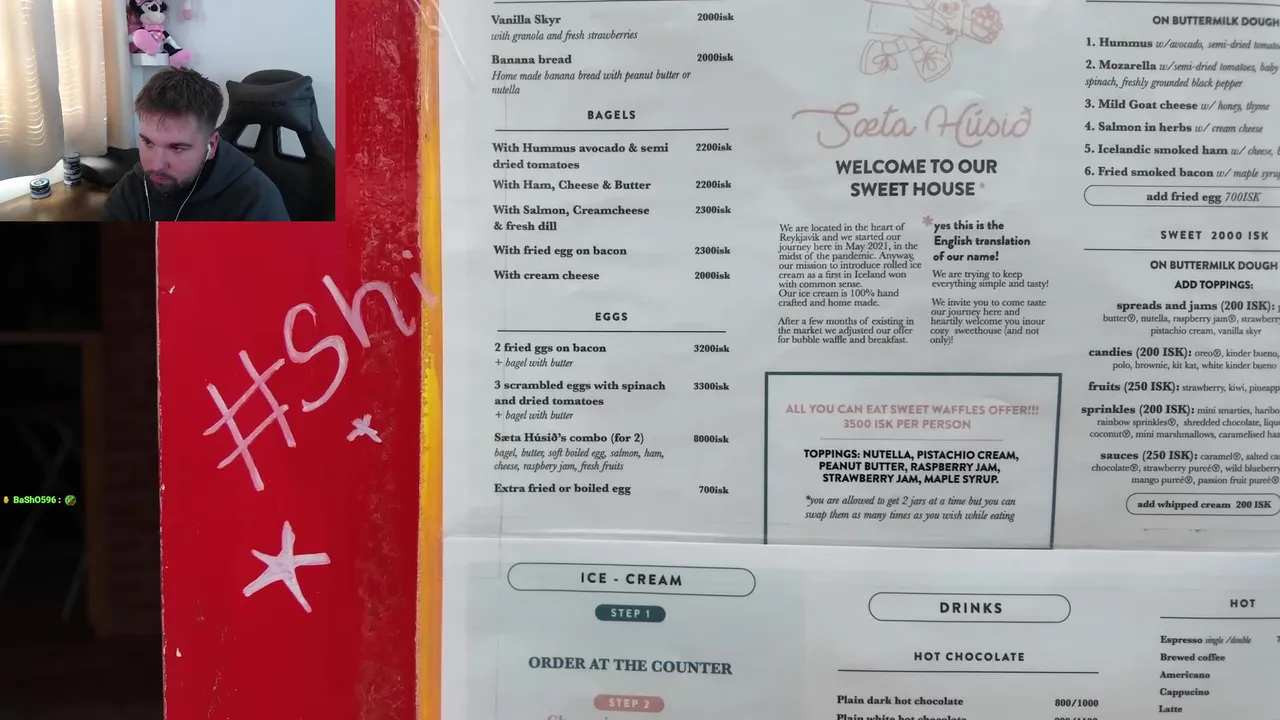 Vanilla Skyr 2000isk
with granola and fresh strawberries
Banana bread 2000isk
Home made banana bread with peanut butter or
nutella
BAGELS
With Hummus avocado & semi 2200isk
dried tomatoes
With Ham, Cheese & Butter 2200isk
With Salmon, Creamcheese 2300isk
& fresh dill
With fried egg on bacon 2300isk
With cream cheese 2000isk
EGGS
2 fried ggs on bacon 3200isk
+ bagel with butter
3 scrambled eggs with spinach 3300isk
and dried tomatoes
+ bagel with butter
Sæta Húsið's combo (for 2) 8000isk
bagel, butter, soft boiled egg, salmon, ham,
cheese, raspbery jam, fresh fruits
Extra fried or boiled egg 700isk
Sæta Húsið
WELCOME TO OUR
SWEET HOUSE *
We are located in the heart of
Reykjavik and we started our
journey here in May 2021, in the
midst of the pandemic. Anyway,
our mission to introduce rolled ice
cream as a first in Iceland won
with common sense.
Our ice cream is 100% hand
crafted and home made.
After a few months of existing in
the market we adjusted our offer
for bubble waffle and breakfast.
*yes this is the
English translation
of our name!
We are trying to keep
everything simple and tasty!
We invite you to come taste
our journey here and
heartily welcome you inour
cozy sweethouse (and not
only)!
ALL YOU CAN EAT SWEET WAFFLES OFFER!!!
3500 ISK PER PERSON
TOPPINGS: NUTELLA, PISTACHIO CREAM,
PEANUT BUTTER, RASPBERRY JAM,
STRAWBERRY JAM, MAPLE SYRUP.
*you are allowed to get 2 jars at a time but you can
swap them as many times as you wish while eating
ON BUTTERMILK DOUGH
1. Hummus w/avocado, semi-dried
2. Mozarella w/semi-dried tomatoes, baby
spinach, freshly grounded black pepper
3. Mild Goat cheese w/ honey, thyme
4. Salmon in herbs w/ cream cheese
5. Icelandic smoked ham w/ cheese,
6. Fried smoked bacon w/ maple
add fried egg 700ISK
SWEET 2000 ISK
ON BUTTERMILK DOUGH
ADD TOPPINGS:
spreads and jams (200 ISK):
butter®, nutella, raspberry jam®,
pistachio cream, vanilla skyr
candies (200 ISK): oreo®, kinder bueno,
polo, brownie, kit kat, white kinder bueno
fruits (250 ISK): strawberry, kiwi,
sprinkles (200 ISK): mini smarties,
rainbow sprinkles®, shredded chocolate,
coconut®, mini marshmallows, caramelised
sauces (250 ISK): caramel®, salted
chocolate®, strawberry pureé®, wild
mango pureé®, passion fruit pureé®
add whipped cream 200 ISK
ICE - CREAM
STEP 1
ORDER AT THE COUNTER
STEP 2
DRINKS
HOT CHOCOLATE
Plain dark hot chocolate 800/1000
Plain white hot chocolate
HOT
Espresso single /double
Brewed coffee
Americano
Cappucino
Latte
#Shi
BaShO596 :